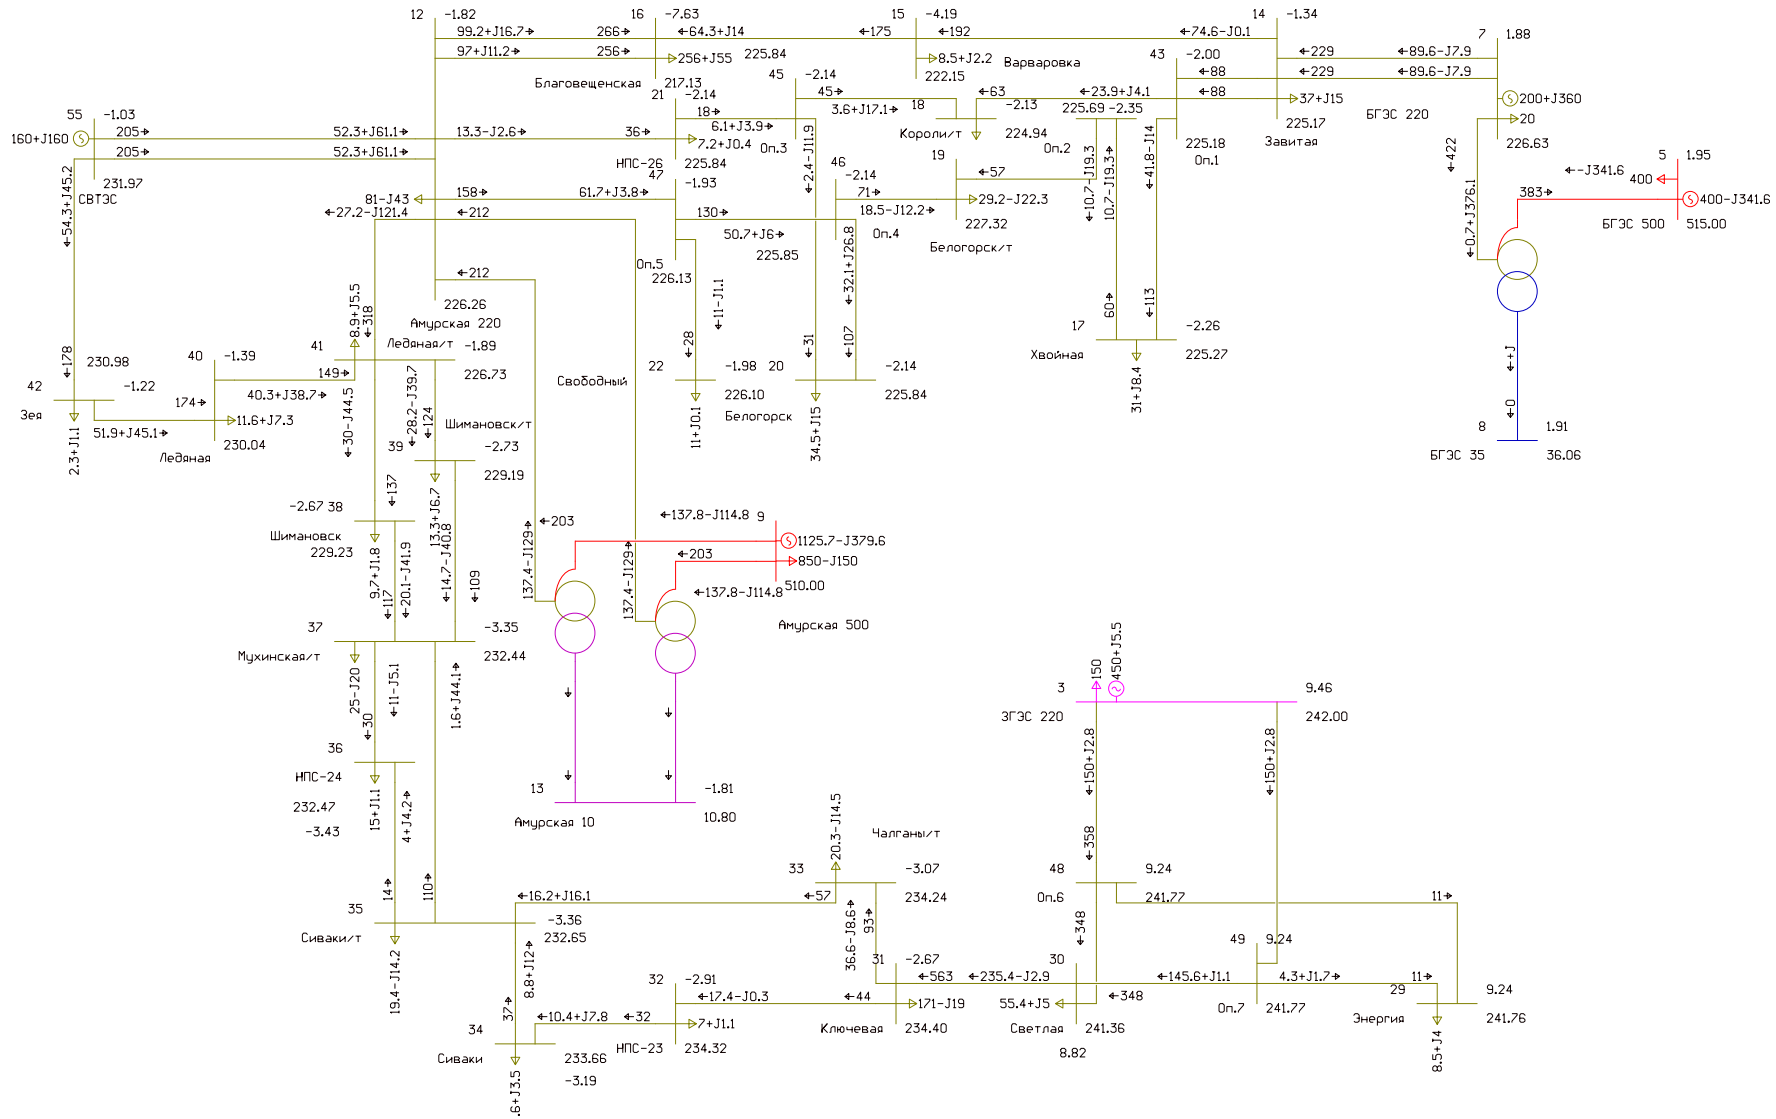 12 -1.82
16 -7.63
15 -4.19
14 -1.34
7 1.88
99.2+J16.7→ 266→ ←64.3+J14 ←175 ←192 ←74.6-J0.1
97+J11.2→ 256→ 256+J55 225.84
8.5+J2.2 Варваровка
43 -2.00
←229 ←89.6-J7.9
←229 ←89.6-J7.9
Благовещенская 217.13
45 -2.14
222.15
←88
←88
21 -2.14
45→
3.6+J17.1→
18
←63 ←23.9+J4.1
-2.13
225.69 -2.35
37+J15
БГЭС 220
200+J360
20
55 -1.03
160+J160
205→ 52.3+J61.1→ 13.3-J2.6→ 36→
205→ 52.3+J61.1→
18→
6.1+J3.9→
7.2+J0.4
Оп.3
Короли/т 224.94
225.18
Оп.1
225.17
Завитая
226.63
НПС-26 225.84
Оп.2
231.97
СВТЭС
←54.3+J45.2
47 -1.93
46 -2.14
19
←57
←2.4-J11.9
←10.7-J19.3
10.7-J19.3→
←41.8-J14
←422
←-J341.6
5 1.95
400
383→
400-J341.6
БГЭС 500 515.00
81-J43 158→ 61.7+J3.8→
71→
18.5-J12.2→
29.2-J22.3
←27.2-J121.4 ←212
130→
50.7+J6→
Оп.4
227.32
Белогорск/т
←0.7+J376.1
Оп.5
226.13
225.85
←32.1+J26.8
←212
←11-J1.1
226.26
Амурская 220
8.9+J5.5
←318
60→
←113
←28
←31
←107
17 -2.26
Хвойная 225.27
31+J8.4
←+J
←0
8 1.91
БГЭС 35 36.06
←178
230.98
40 -1.39
41
Ледяная/т
-1.89
226.73
149→
40.3+J38.7→
42 -1.22
Зея
174→
11.6+J7.3
51.9+J45.1→
230.04
Ледяная
2.3+J1.1
←30-J44.5
←28.2-J39.7
←124
Свободный
22 -1.98
226.10
Белогорск
11+J0.1
20 -2.14
225.84
34.5+J15
Шимановск/т
39 -2.73
229.19
13.3+J6.7
←137
-2.67 38
Шимановск
229.23
9.7+J1.8
←117
←20.1-J41.9
←14.7-J40.8
←109
137.4-J129→
←203
137.4-J129→
←137.8-J114.8
←203
←137.8-J114.8
9
1125.7-J379.6
850-J150
510.00
Амурская 500
37 -3.35
Мухинская/т 232.44
25-J20
←30
←11-J5.1
1.6+J44.1→
36
НПС-24
232.47
-3.43
15+J1.1
4+J4.2→
14→
110→
13 -1.81
Амурская 10 10.80
3
150
450+J5.5
9.46
ЗГЭС 220 242.00
←150+J2.8
←150+J2.8
←358
20.3-J14.5
Чалганы/т
33 -3.07
234.24
48 9.24
Оп.6 241.77
11→
←16.2+J16.1 ←57
35 -3.36
Сиваки/т 232.65
19.4-J14.2
8.8+J12→
37→
36.6-J8.6→
93→
←348
49 9.24
32 -2.91
31 -2.67
←563 ←235.4-J2.9
30
←145.6+J1.1 4.3+J1.7→ 11→
29 9.24
←17.4-J0.3 ←44
171-J19
55.4+J5 ←348
←10.4+J7.8 ←32
7+J1.1
Ключевая
234.40
Светлая 241.36
8.82
Оп.7 241.77
Энергия 241.76
8.5+J4
34
Сиваки 233.66
-3.19
НПС-23 234.32
.6+J3.5